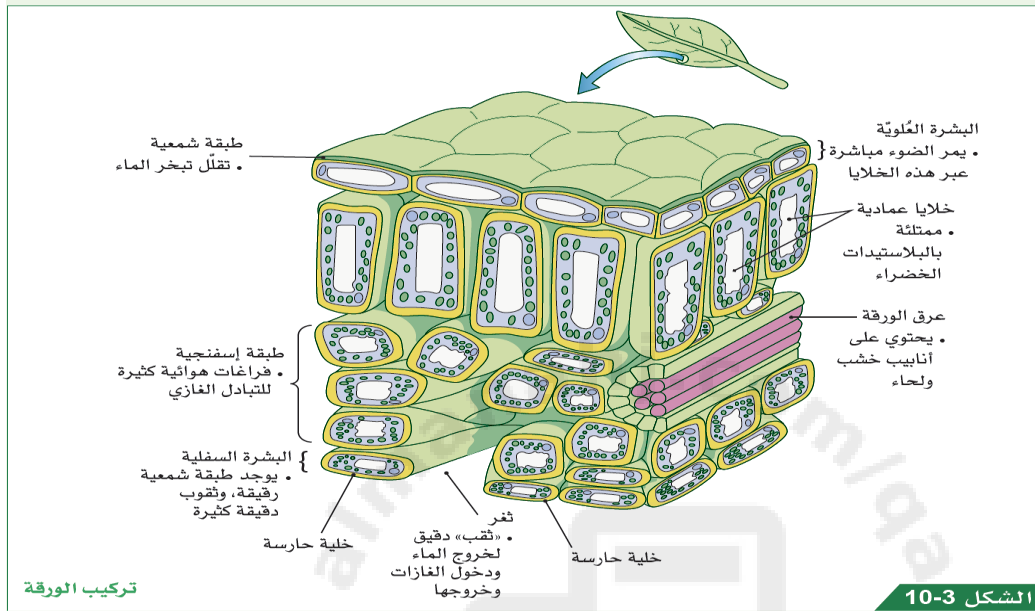 البشرة العُلويّة
• يمر الضوء مباشرة
عبر هذه الخلايا
طبقة شمعية
• تقلّل تبخر الماء
خلايا عمادية
• ممتلئة
بالبلاستيدات
الخضراء
عرق الورقة
• يحتوي على
أنابيب خشب
ولحاء
طبقة إسفنجية
• فراغات هوائية كثيرة
للتبادل الغازي
البشرة السفلية
• يوجد طبقة شمعية
رقيقة، وثقوب
دقيقة كثيرة
خلية حارسة
ثغر
• «ثقب» دقيق
لخروج الماء
ودخول الغازات
وخروجها
خلية حارسة
الشكل 3-10
تركيب الورقة